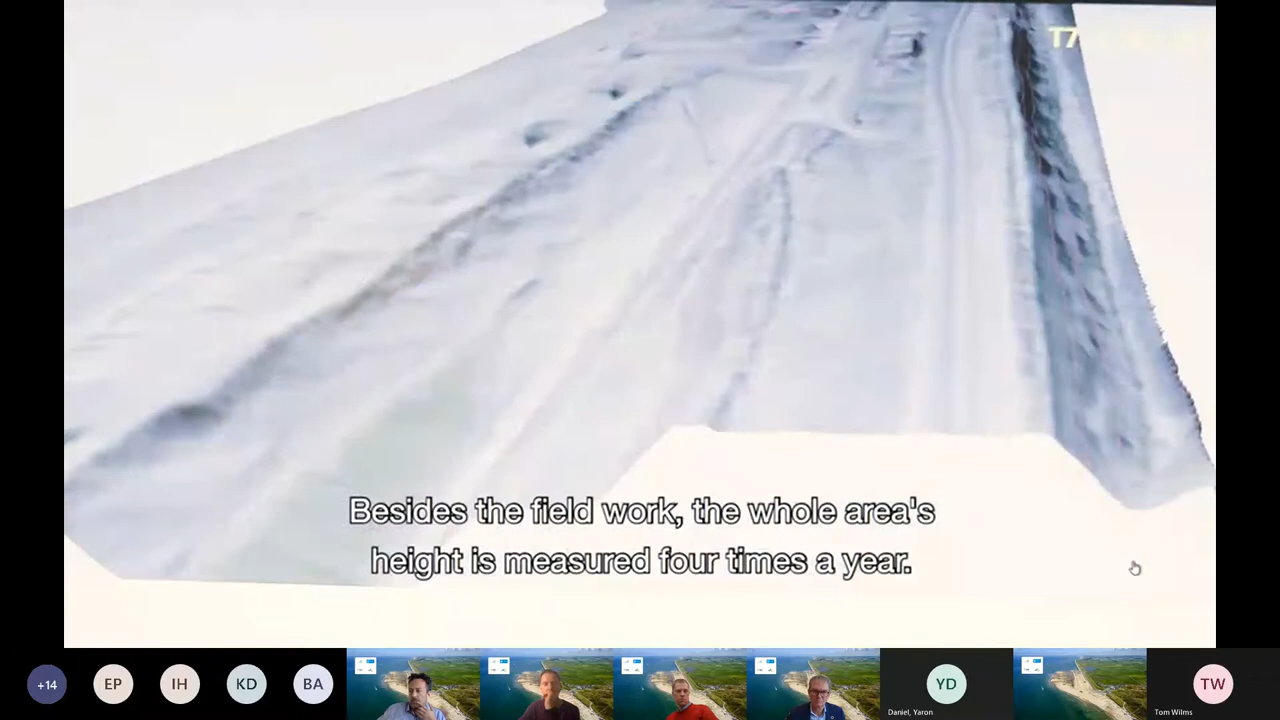 T7
Besides the field work, the whole area's
height is measured four times a year.
+14
EP
IH
KD
BA
YD
TW
Daniel, Yaron
Tom Wilms